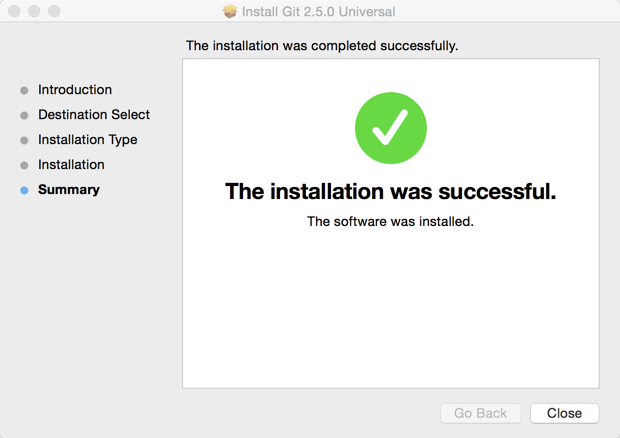 Install Git 2.5.0 Universal
The installation was completed successfully.
Introduction
Destination Select
Installation Type
Installation
Summary
The installation was successful.
The software was installed.
Go Back
Close